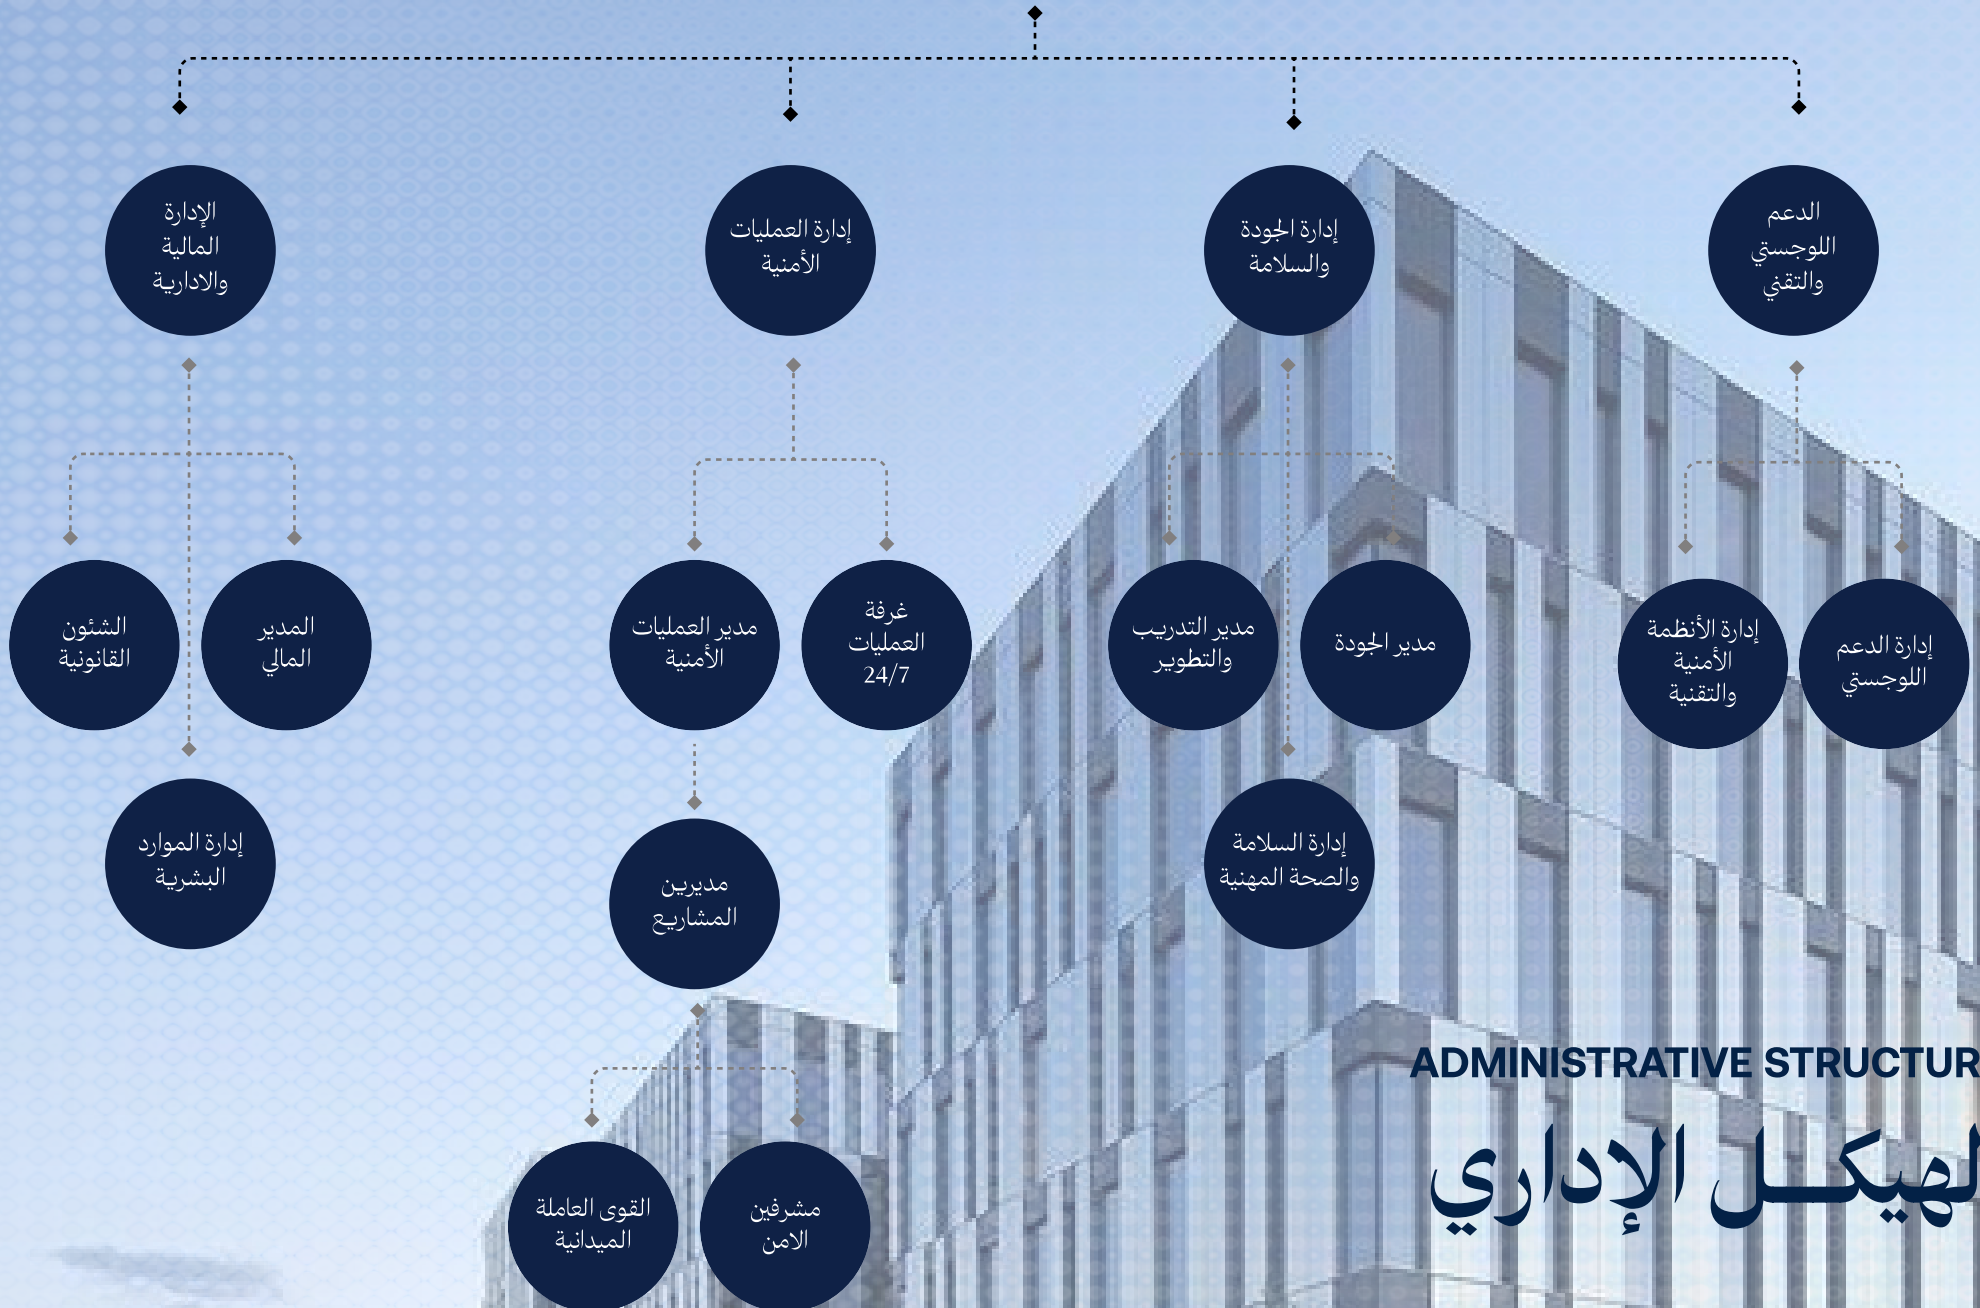 الدعم
اللوجستي
والتقني
إدارة الجودة
والسلامة
إدارة العمليات
الأمنية
الإدارة
المالية
والادارية
إدارة الدعم
اللوجستي
إدارة الأنظمة
الأمنية
والتقنية
مدير الجودة
مدير التدريب
والتطوير
غرفة
العمليات
24/7
مدير العمليات
الأمنية
المدير
المالي
الشئون
القانونية
إدارة السلامة
والصحة المهنية
مديرين
المشاريع
إدارة الموارد
البشرية
مشرفين
الامن
القوى العاملة
الميدانية
ADMINISTRATIVE STRUCTUR
لهيكل الإداري